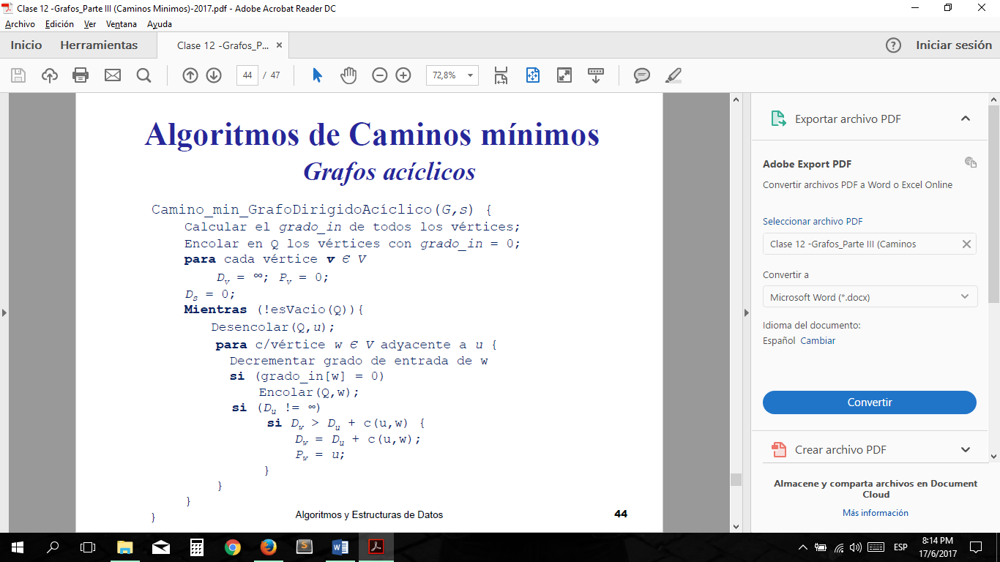 Clase 12 -Grafos_Parte III (Caminos Minimos)-2017.pdf - Adobe Acrobat Reader DC
Archivo Edición Ver Ventana Ayuda
Inicio Herramientas Clase 12 -Grafos_P... × Iniciar sesión
44 / 47 72,8%
Algoritmos de Caminos mínimos
Grafos acíclicos
Camino_min_GrafoDirigidoAcíclico(G,s) {
Calcular el grado_in de todos los vértices;
Encolar en Q los vértices con grado_in = 0;
para cada vértice v Є V
Dv = ∞; Pv = 0;
Ds = 0;
Mientras (!esVacio(Q)){
Desencolar(Q,u);
para c/vértice w Є V adyacente a u {
Decrementar grado de entrada de w
si (grado_in[w] = 0)
Encolar(Q,w);
si (Du != ∞)
si Dw > Du + c(u,w) {
Dw = Du + c(u,w);
Pw = u;
}
}
}
}
Algoritmos y Estructuras de Datos 44
Exportar archivo PDF
Adobe Export PDF
Convertir archivos PDF a Word o Excel Online
Seleccionar archivo PDF
Clase 12 -Grafos_Parte III (Caminos
Convertir a
Microsoft Word (*.docx)
Idioma del documento:
Español Cambiar
Convertir
Crear archivo PDF
Almacene y comparta archivos en Document
Cloud
Más información
ESP
8:14 PM
17/6/2017